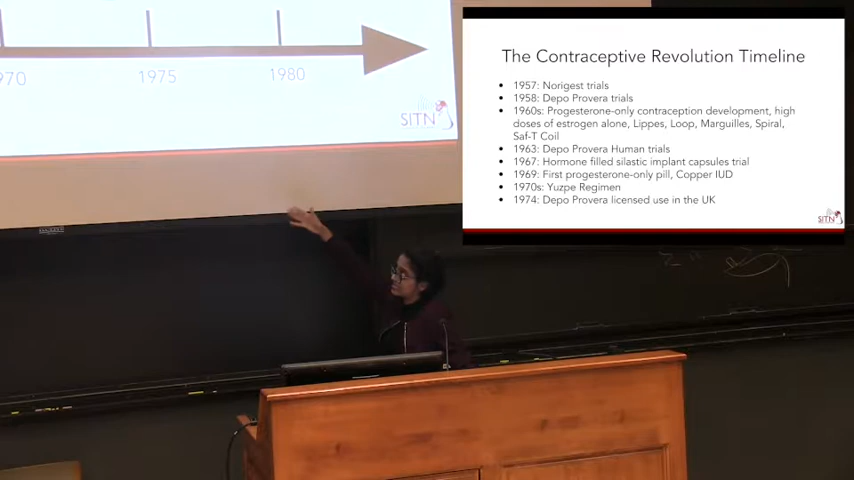 1970
1975
1980
SITN
The Contraceptive Revolution Timeline
• 1957: Norigest trials
• 1958: Depo Provera trials
• 1960s: Progesterone-only contraception development, high
doses of estrogen alone, Lippes, Loop, Marguilles, Spiral,
Saf-T Coil
• 1963: Depo Provera Human trials
• 1967: Hormone filled silastic implant capsules trial
• 1969: First progesterone-only pill, Copper IUD
• 1970s: Yuzpe Regimen
• 1974: Depo Provera licensed use in the UK
SITN